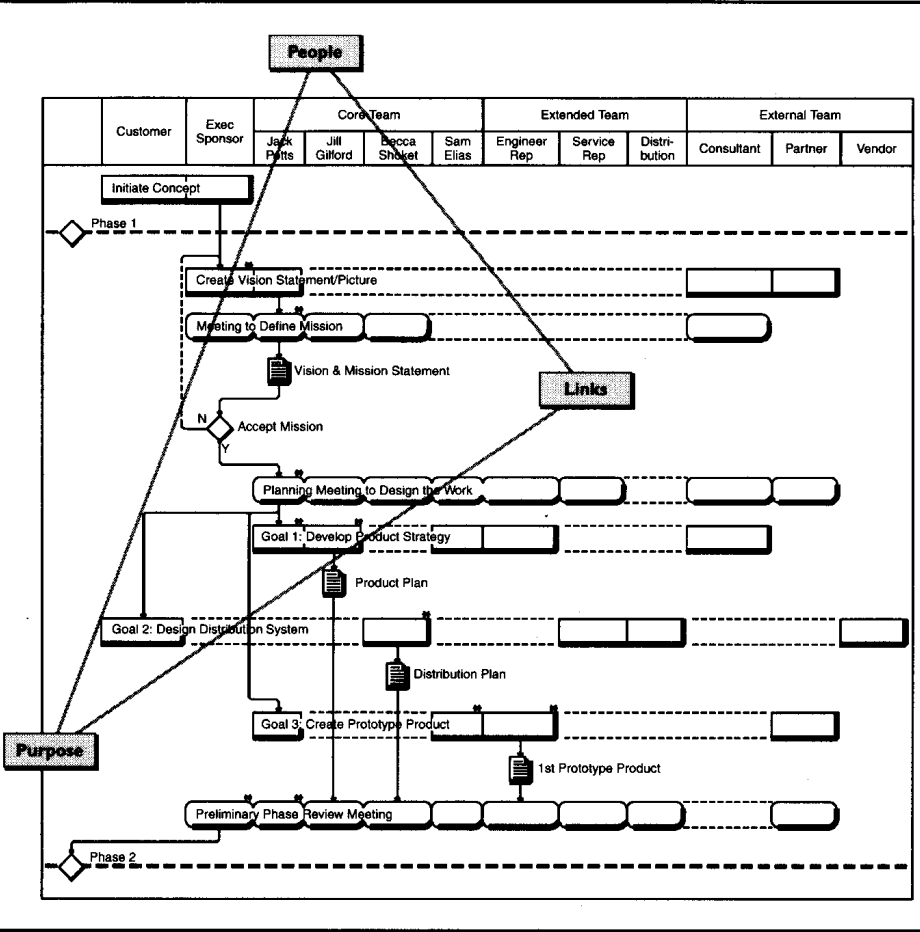 People
Customer
Exec
Sponsor
Core Team
Extended Team
External Team
Jack
Potts
Jill
Gilford
Becca
Shoket
Sam
Elias
Engineer
Rep
Service
Rep
Distri-
bution
Consultant
Partner
Vendor
Initiate Concept
Phase 1
Create Vision Statement/Picture
Meeting to Define Mission
Vision & Mission Statement
Links
N
Accept Mission
Y
Planning Meeting to Design the Work
Goal 1: Develop Product Strategy
Product Plan
Goal 2: Design Distribution System
Distribution Plan
Goal 3: Create Prototype Product
Purpose
1st Prototype Product
Preliminary Phase Review Meeting
Phase 2